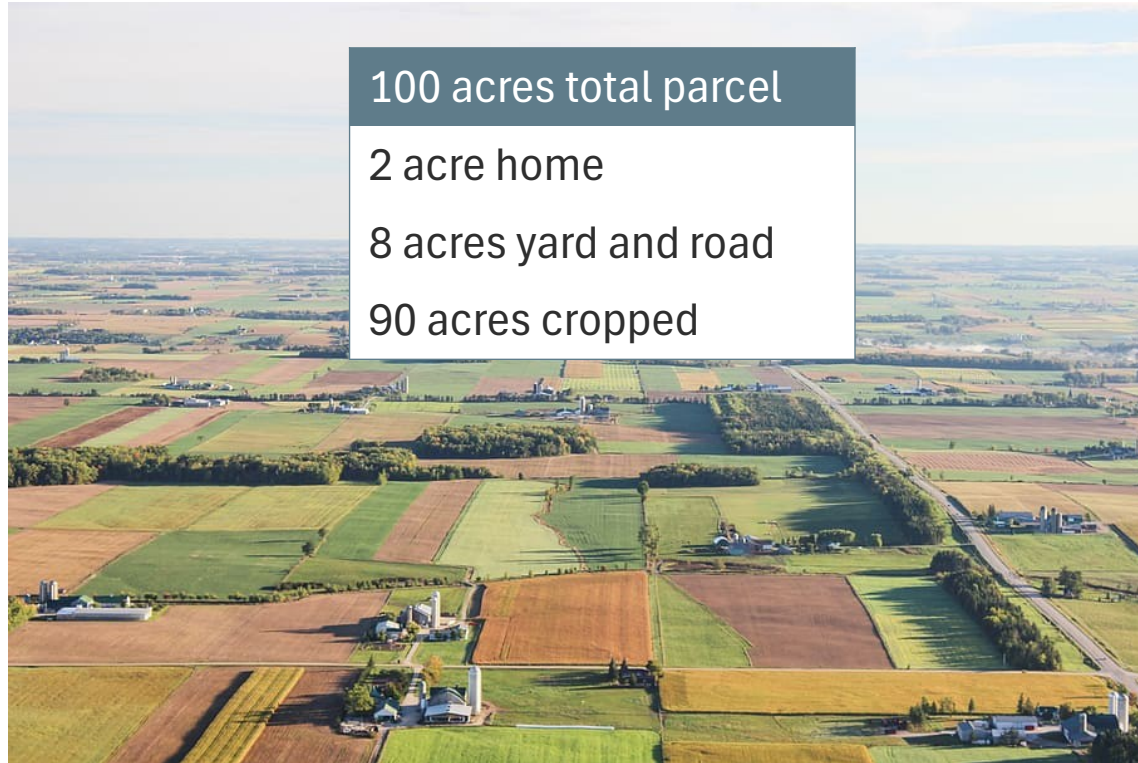 100 acres total parcel
2 acre home
8 acres yard and road
90 acres cropped